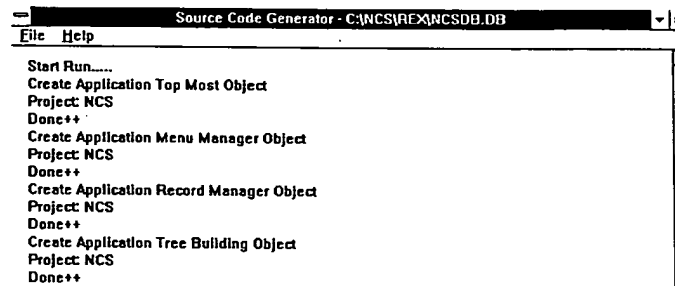 Source Code Generator - C:\NCS\REX\NCSDB.DB
File Help
Start Run.....
Create Application Top Most Object
Project: NCS
Done++
Create Application Menu Manager Object
Project: NCS
Done++
Create Application Record Manager Object
Project: NCS
Done++
Create Application Tree Building Object
Project: NCS
Done++